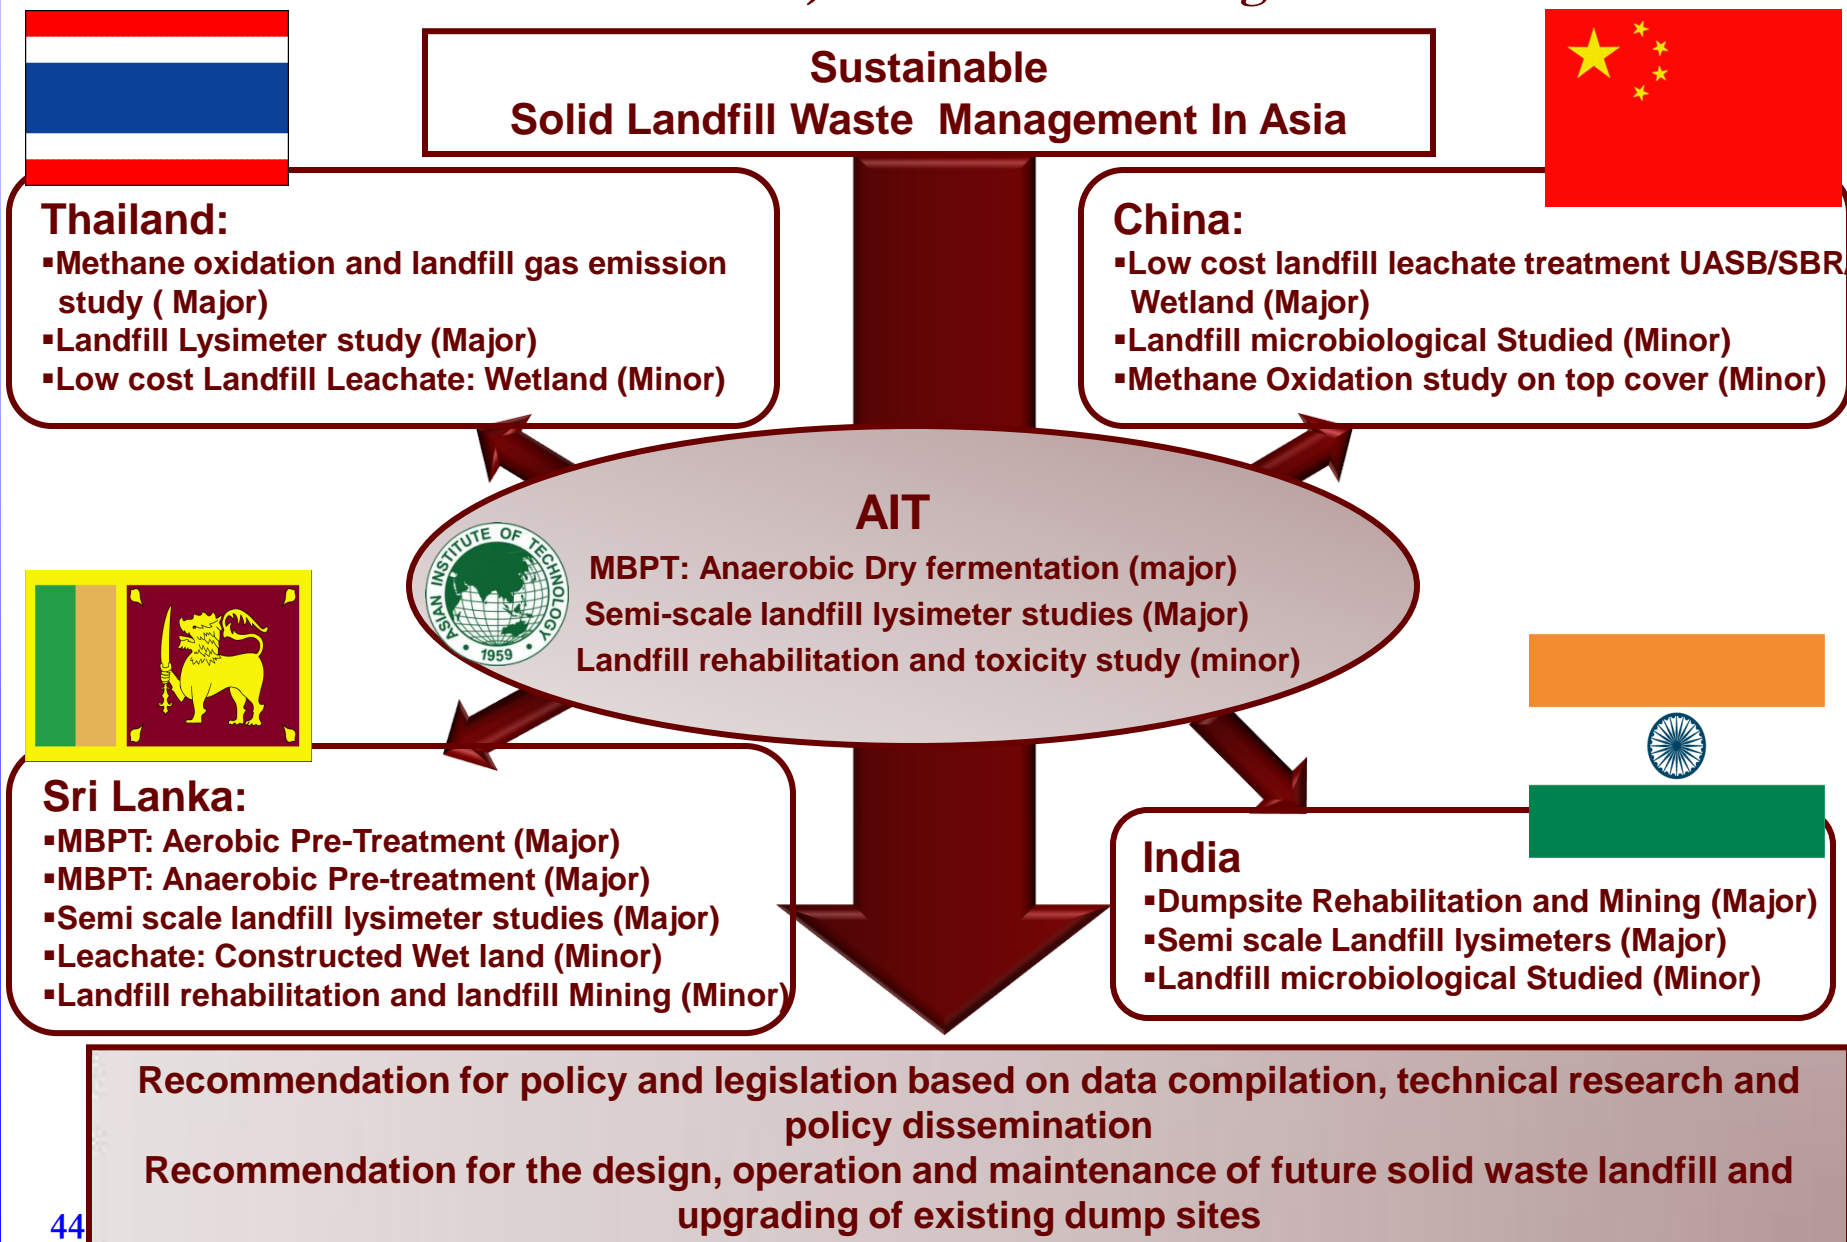 Sustainable
Solid Landfill Waste Management In Asia
Thailand:
▪Methane oxidation and landfill gas emission
study ( Major)
▪Landfill Lysimeter study (Major)
▪Low cost Landfill Leachate: Wetland (Minor)
China:
▪Low cost landfill leachate treatment UASB/SBR/
Wetland (Major)
▪Landfill microbiological Studied (Minor)
▪Methane Oxidation study on top cover (Minor)
AIT
MBPT: Anaerobic Dry fermentation (major)
Semi-scale landfill lysimeter studies (Major)
Landfill rehabilitation and toxicity study (minor)
ASIAN INSTITUTE OF TECHNOLOGY
• 1959 •
Sri Lanka:
▪MBPT: Aerobic Pre-Treatment (Major)
▪MBPT: Anaerobic Pre-treatment (Major)
▪Semi scale landfill lysimeter studies (Major)
▪Leachate: Constructed Wet land (Minor)
▪Landfill rehabilitation and landfill Mining (Minor)
India
▪Dumpsite Rehabilitation and Mining (Major)
▪Semi scale Landfill lysimeters (Major)
▪Landfill microbiological Studied (Minor)
Recommendation for policy and legislation based on data compilation, technical research and
policy dissemination
Recommendation for the design, operation and maintenance of future solid waste landfill and
upgrading of existing dump sites
44